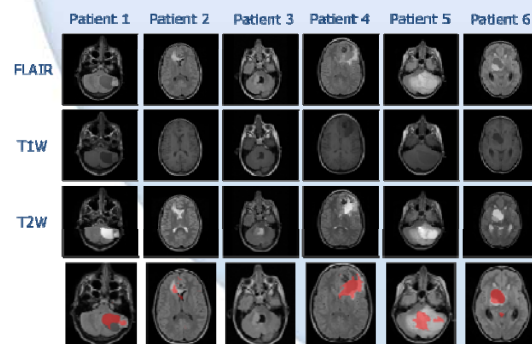 Patient 1 Patient 2 Patient 3 Patient 4 Patient 5 Patient 6
FLAIR
T1W
T2W